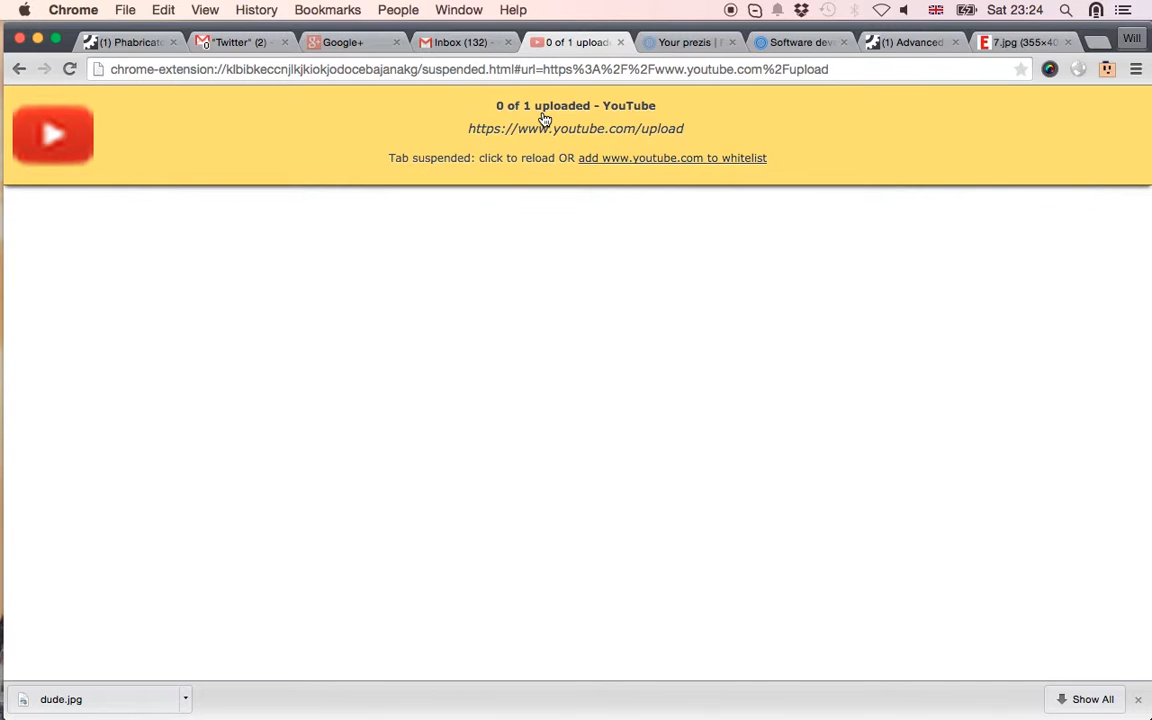 Chrome File Edit View History Bookmarks People Window Help Sat 23:24
(1) Phabricato "Twitter" (2) - Google+ Inbox (132) - 0 of 1 upload Your prezis | Software dev (1) Advanced 7.jpg (355×40 Will
chrome-extension://klbibkeccnjlkjkiokjodocebajanakg/suspended.html#url=https%3A%2F%2Fwww.youtube.com%2Fupload
0 of 1 uploaded - YouTube
https://www.youtube.com/upload
Tab suspended: click to reload OR add www.youtube.com to whitelist
dude.jpg Show All